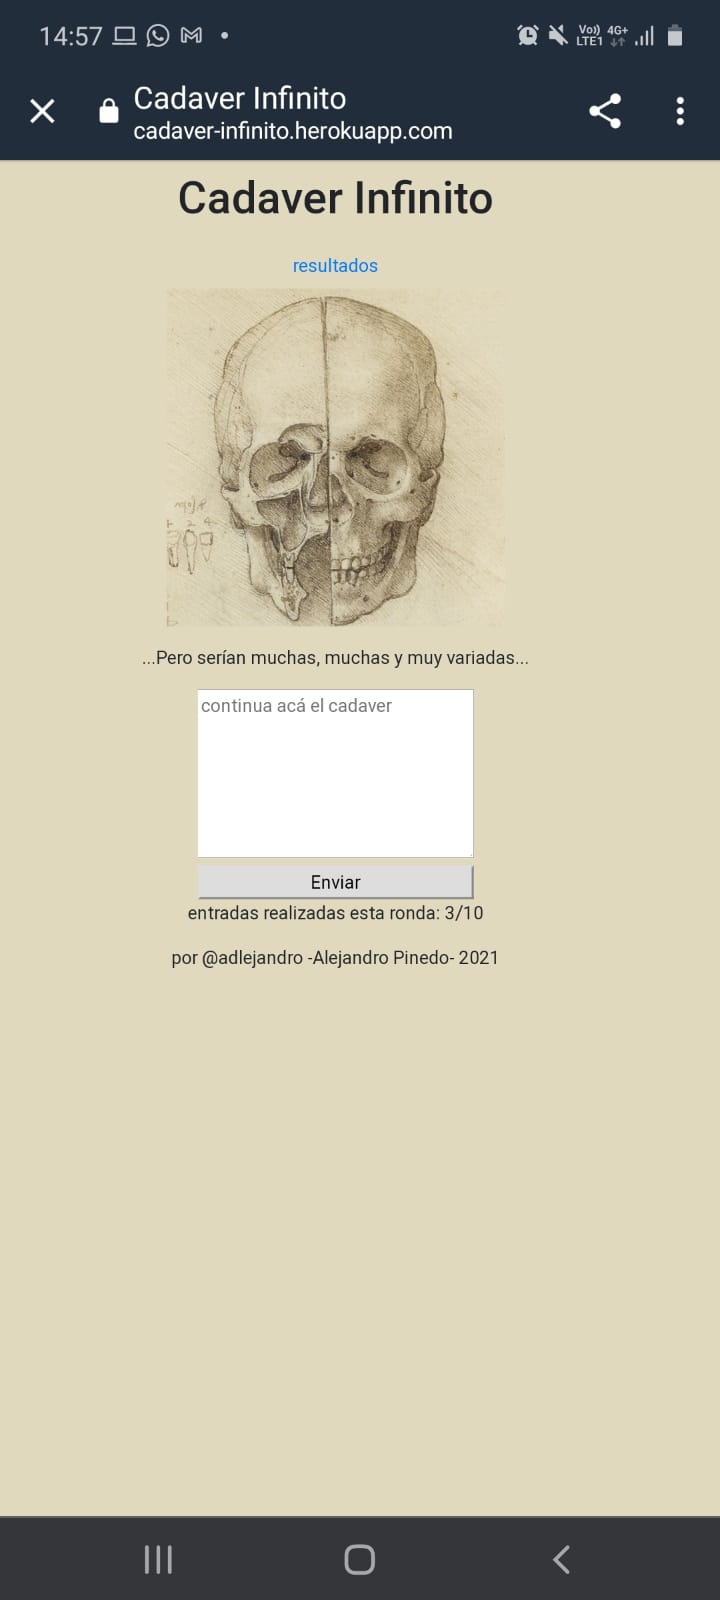 14:57
Vo)) 4G+
LTE1
Cadaver Infinito
cadaver-infinito.herokuapp.com
Cadaver Infinito
resultados
...Pero serían muchas, muchas y muy variadas...
continua acá el cadaver
Enviar
entradas realizadas esta ronda: 3/10
por @adlejandro -Alejandro Pinedo- 2021